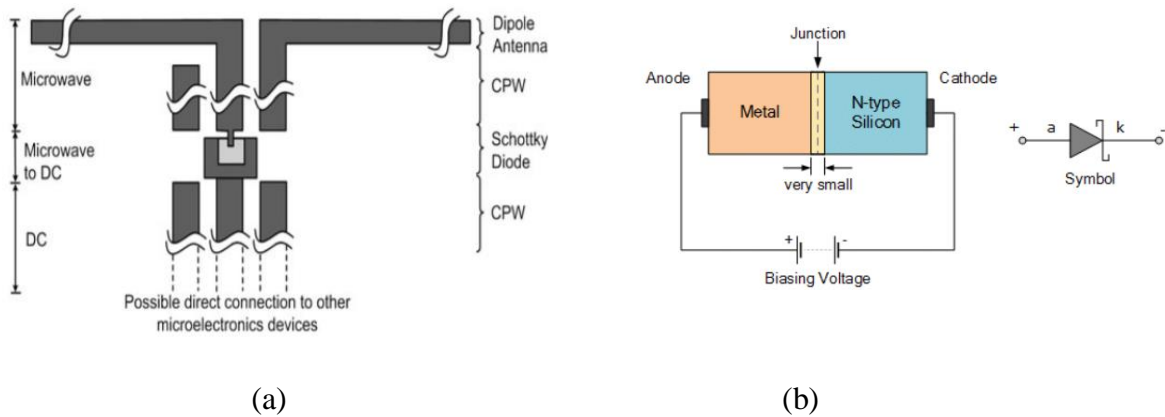 Microwave
Microwave
to DC
DC
Dipole
Antenna
CPW
Schottky
Diode
CPW
Possible direct connection to other
microelectronics devices
(a)
Junction
Anode
Cathode
Metal
N-type
Silicon
very small
+ -
Biasing Voltage
+ a k -
Symbol
(b)